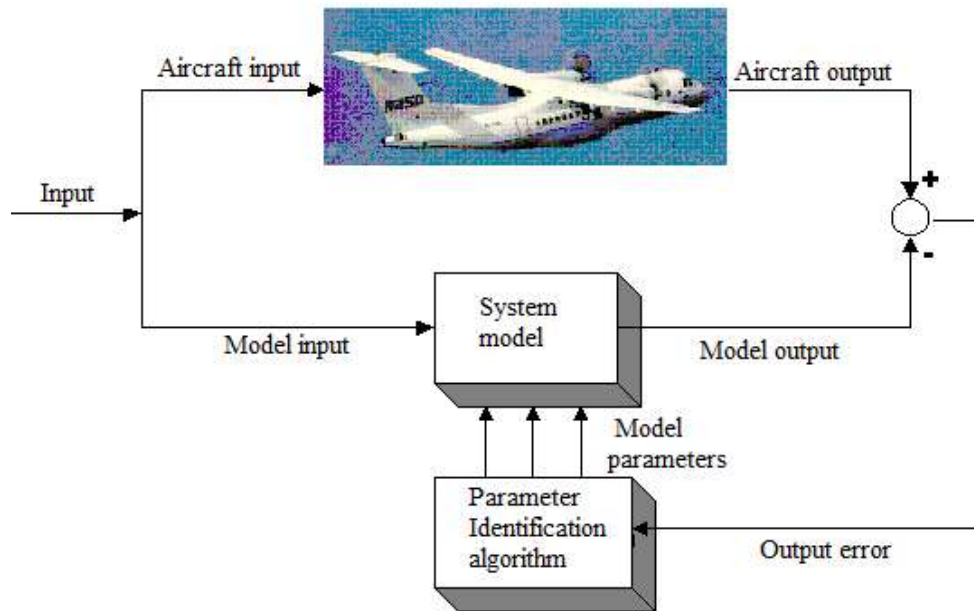 Aircraft input
Aircraft output
Input
+
-
System
model
Model input
Model output
Model
parameters
Parameter
Identification
algorithm
Output error